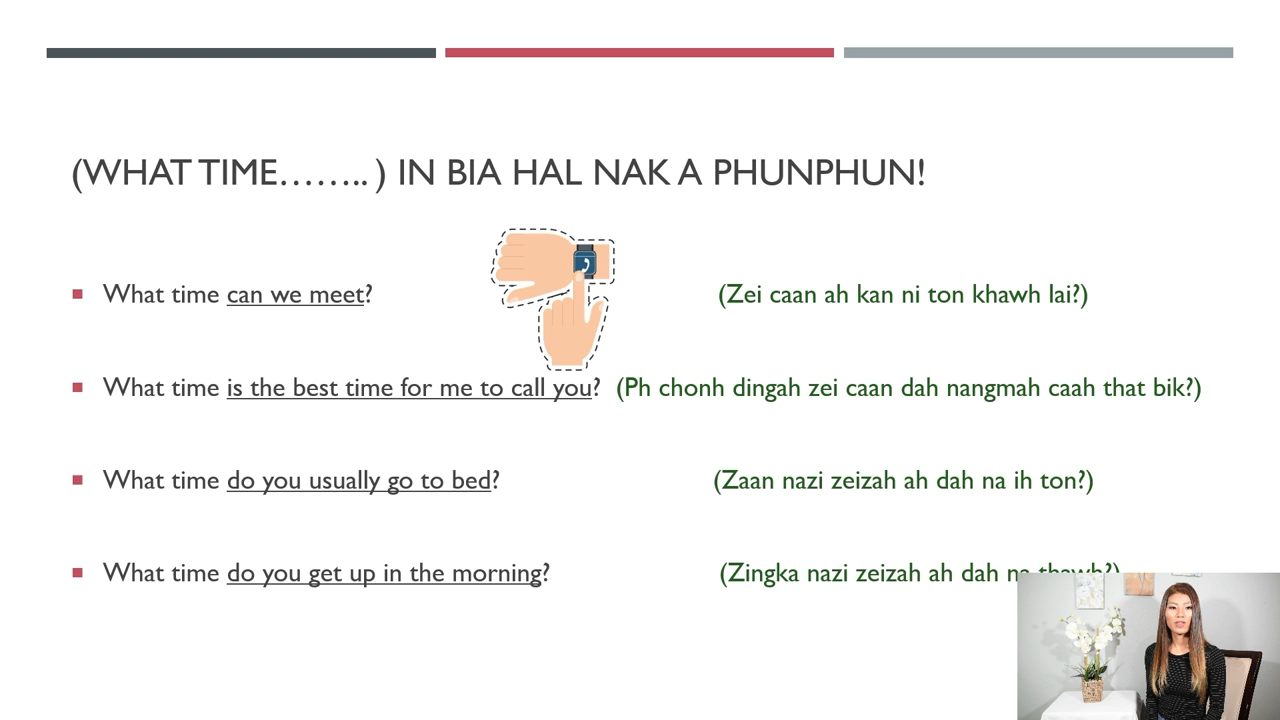 (WHAT TIME…….. ) IN BIA HAL NAK A PHUNPHUN!
What time can we meet? (Zei caan ah kan ni ton khawh lai?)
What time is the best time for me to call you? (Ph chonh dingah zei caan dah nangmah caah that bik?)
What time do you usually go to bed? (Zaan nazi zeizah ah dah na ih ton?)
What time do you get up in the morning? (Zingka nazi zeizah ah dah na thawh?)